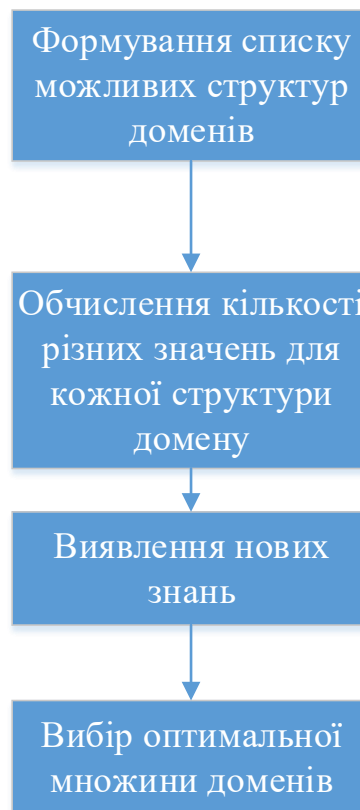 Формування списку
можливих структур
доменів
Обчислення кількості
різних значень для
кожної структури
домену
Виявлення нових
знань
Вибір оптимальної
множини доменів